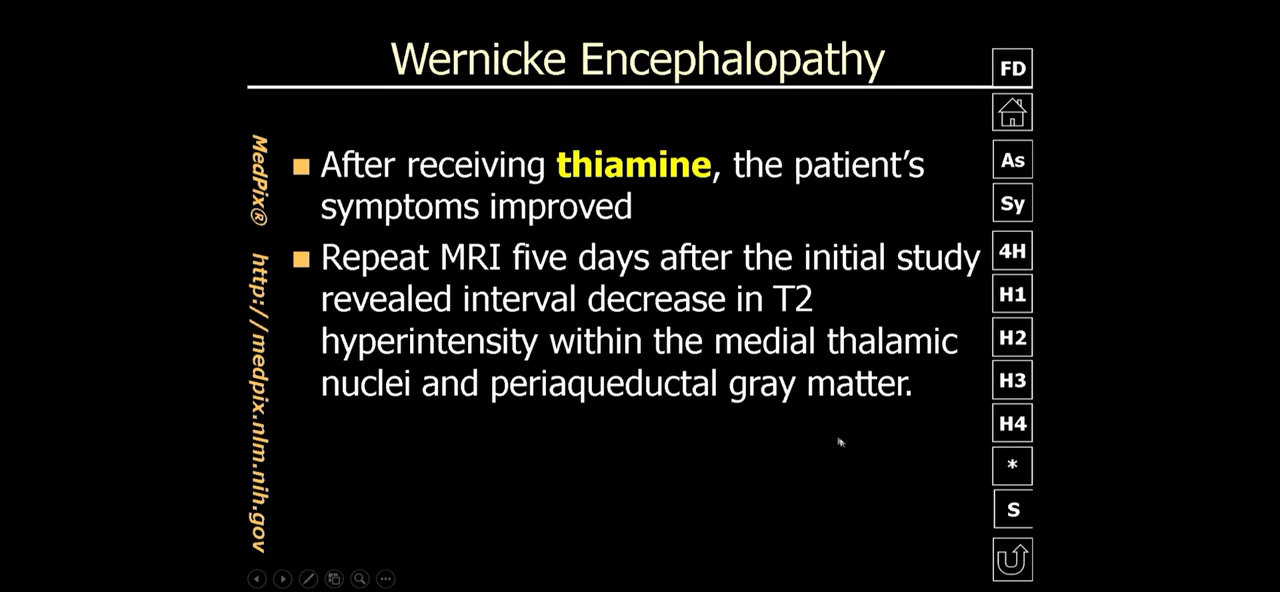 Wernicke Encephalopathy
After receiving thiamine, the patient’s
symptoms improved
Repeat MRI five days after the initial study
revealed interval decrease in T2
hyperintensity within the medial thalamic
nuclei and periaqueductal gray matter.
MedPix® http://medpix.nlm.nih.gov
FD
As
Sy
4H
H1
H2
H3
H4
*
S